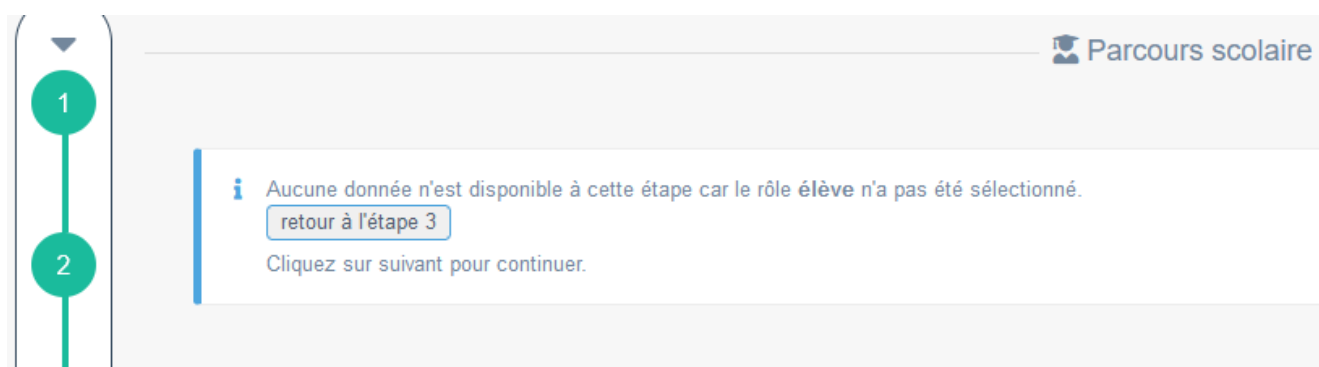 Parcours scolaire
1
Aucune donnée n'est disponible à cette étape car le rôle élève n'a pas été sélectionné.
retour à l'étape 3
2
Cliquez sur suivant pour continuer.